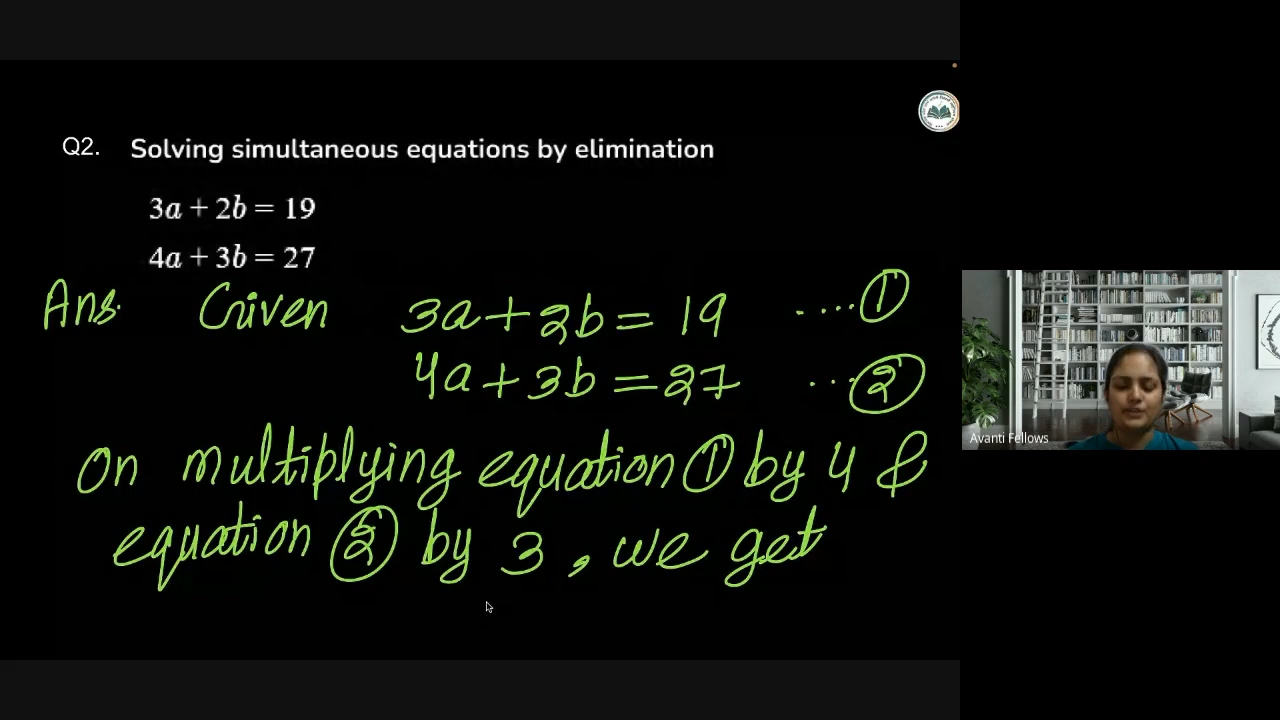 Q2. Solving simultaneous equations by elimination
3a + 2b = 19
4a + 3b = 27
Ans. Given 3a + 2b = 19 ....①
4a + 3b = 27 ...②
On multiplying equation ① by 4 &
equation ② by 3, we get
Avanti Fellows